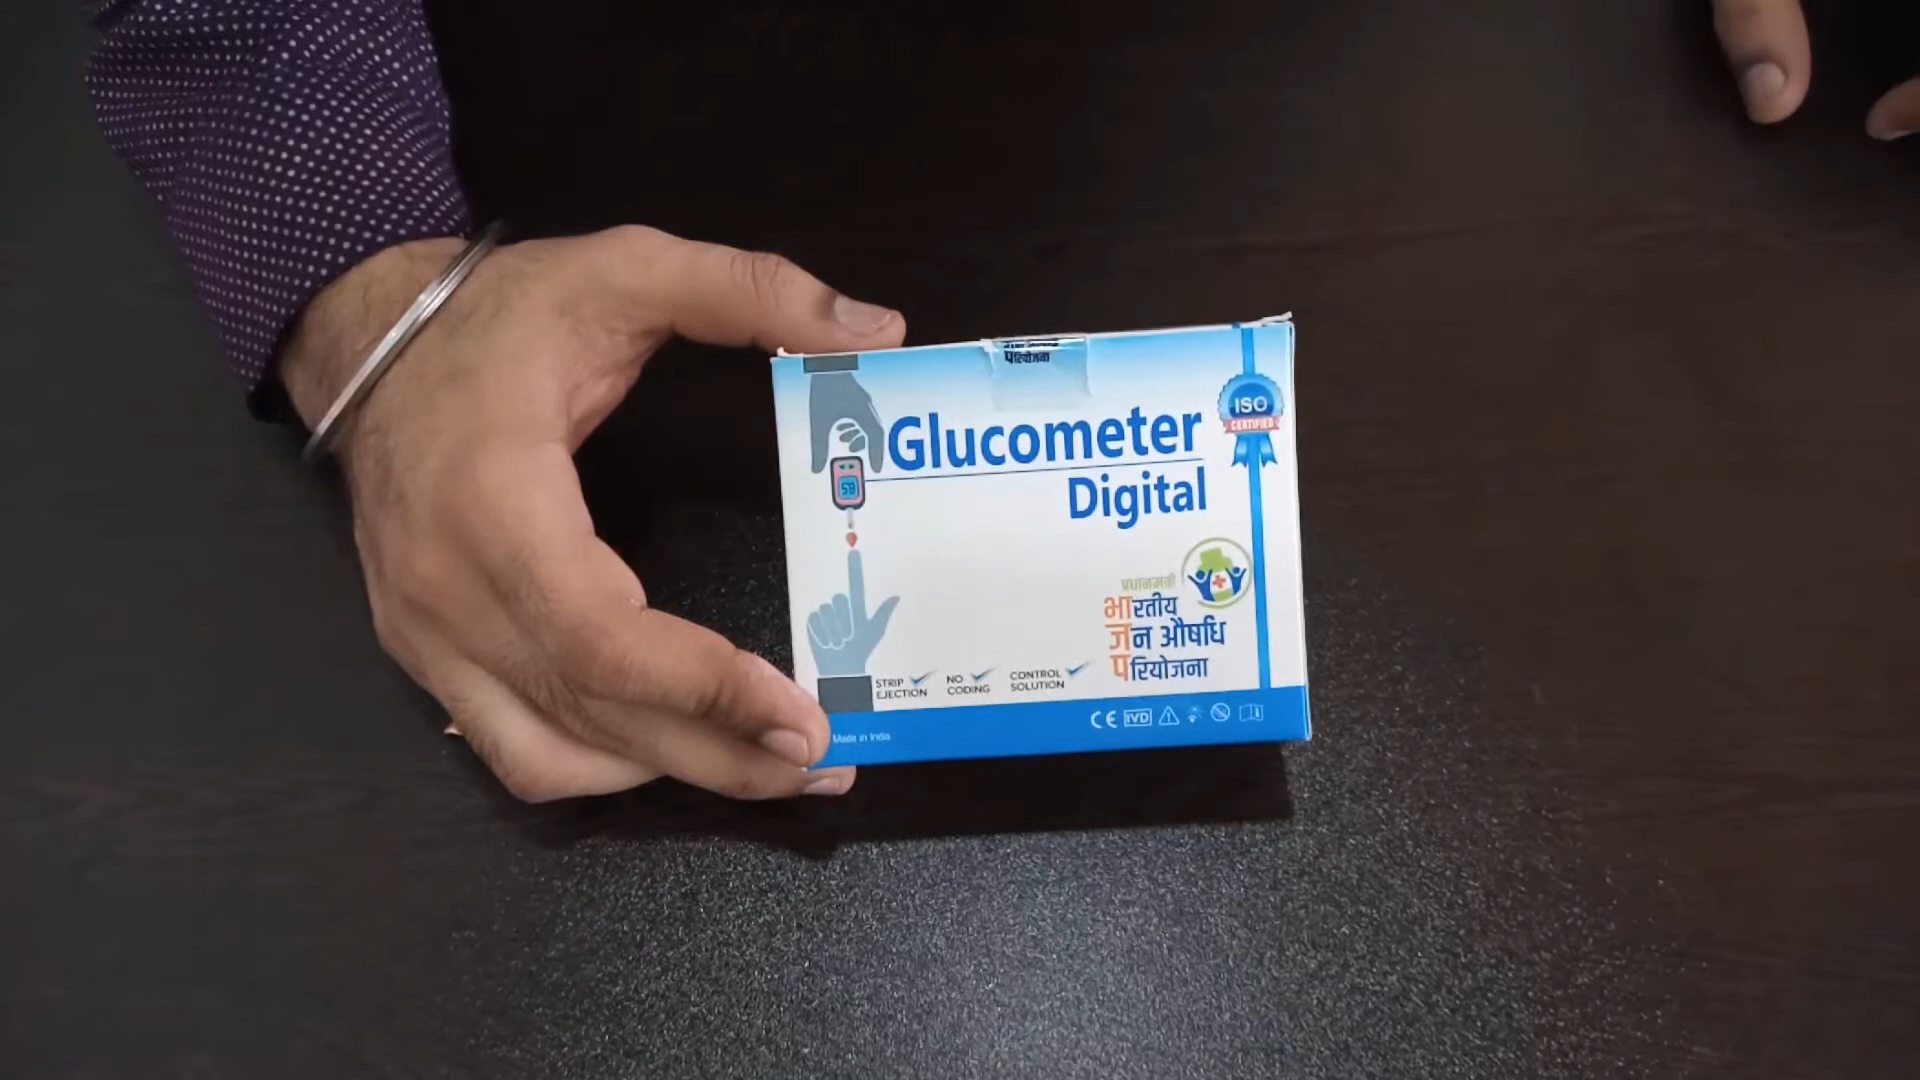 परियोजना
Glucometer
Digital
ISO
CERTIFIED
58
प्रधानमंत्री
भारतीय
जन औषधि
परियोजना
STRIP EJECTION
NO CODING
CONTROL SOLUTION
CE IVD
Made in India